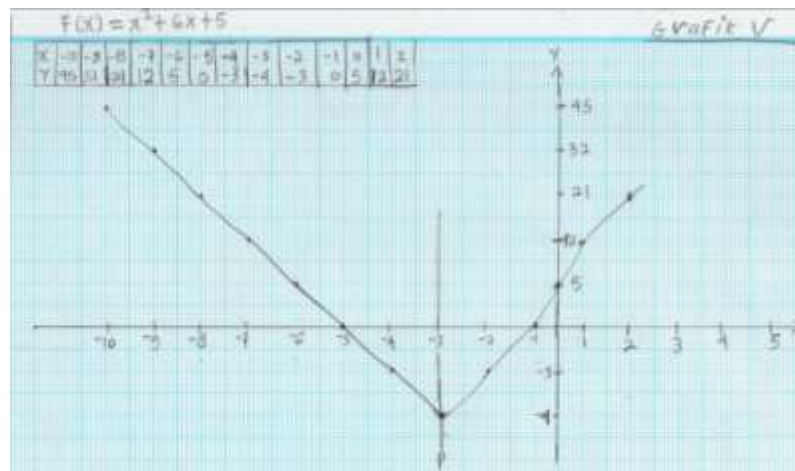 F(x) = x²+6x+5
Grafik V
X -10 -9 -8 -7 -6 -5 -4 -3 -2 -1 0 1 2
Y 45 32 21 12 5 0 -3 -4 -3 0 5 12 21
Y
45
32
21
12
5
-10 -9 -8 -7 -6 -5 -4 -3 -2 -1 1 2 3 4 5
-3
-4
P